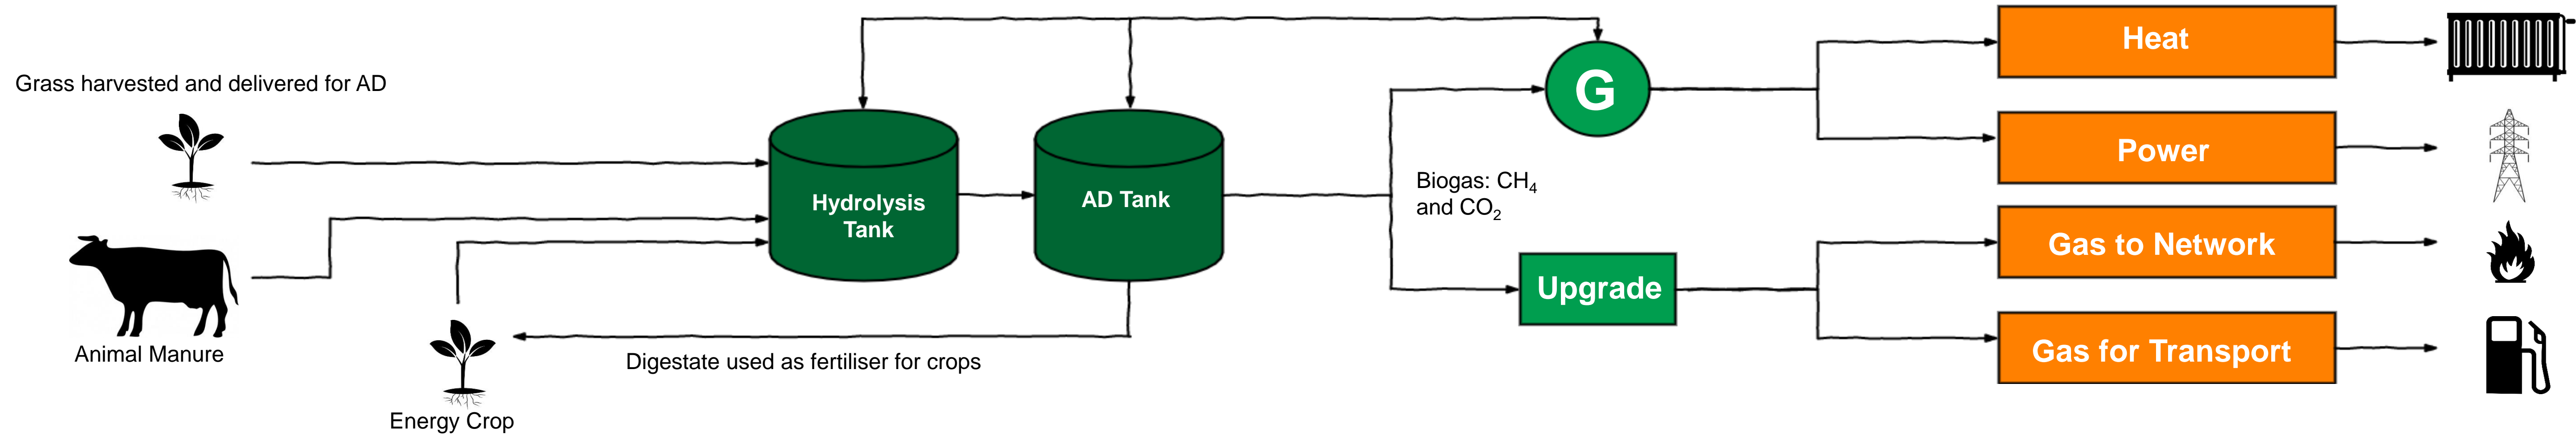 Grass harvested and delivered for AD
Animal Manure
Energy Crop
Hydrolysis
Tank
AD Tank
Digestate used as fertiliser for crops
Biogas: CH₄
and CO₂
G
Upgrade
Heat
Power
Gas to Network
Gas for Transport